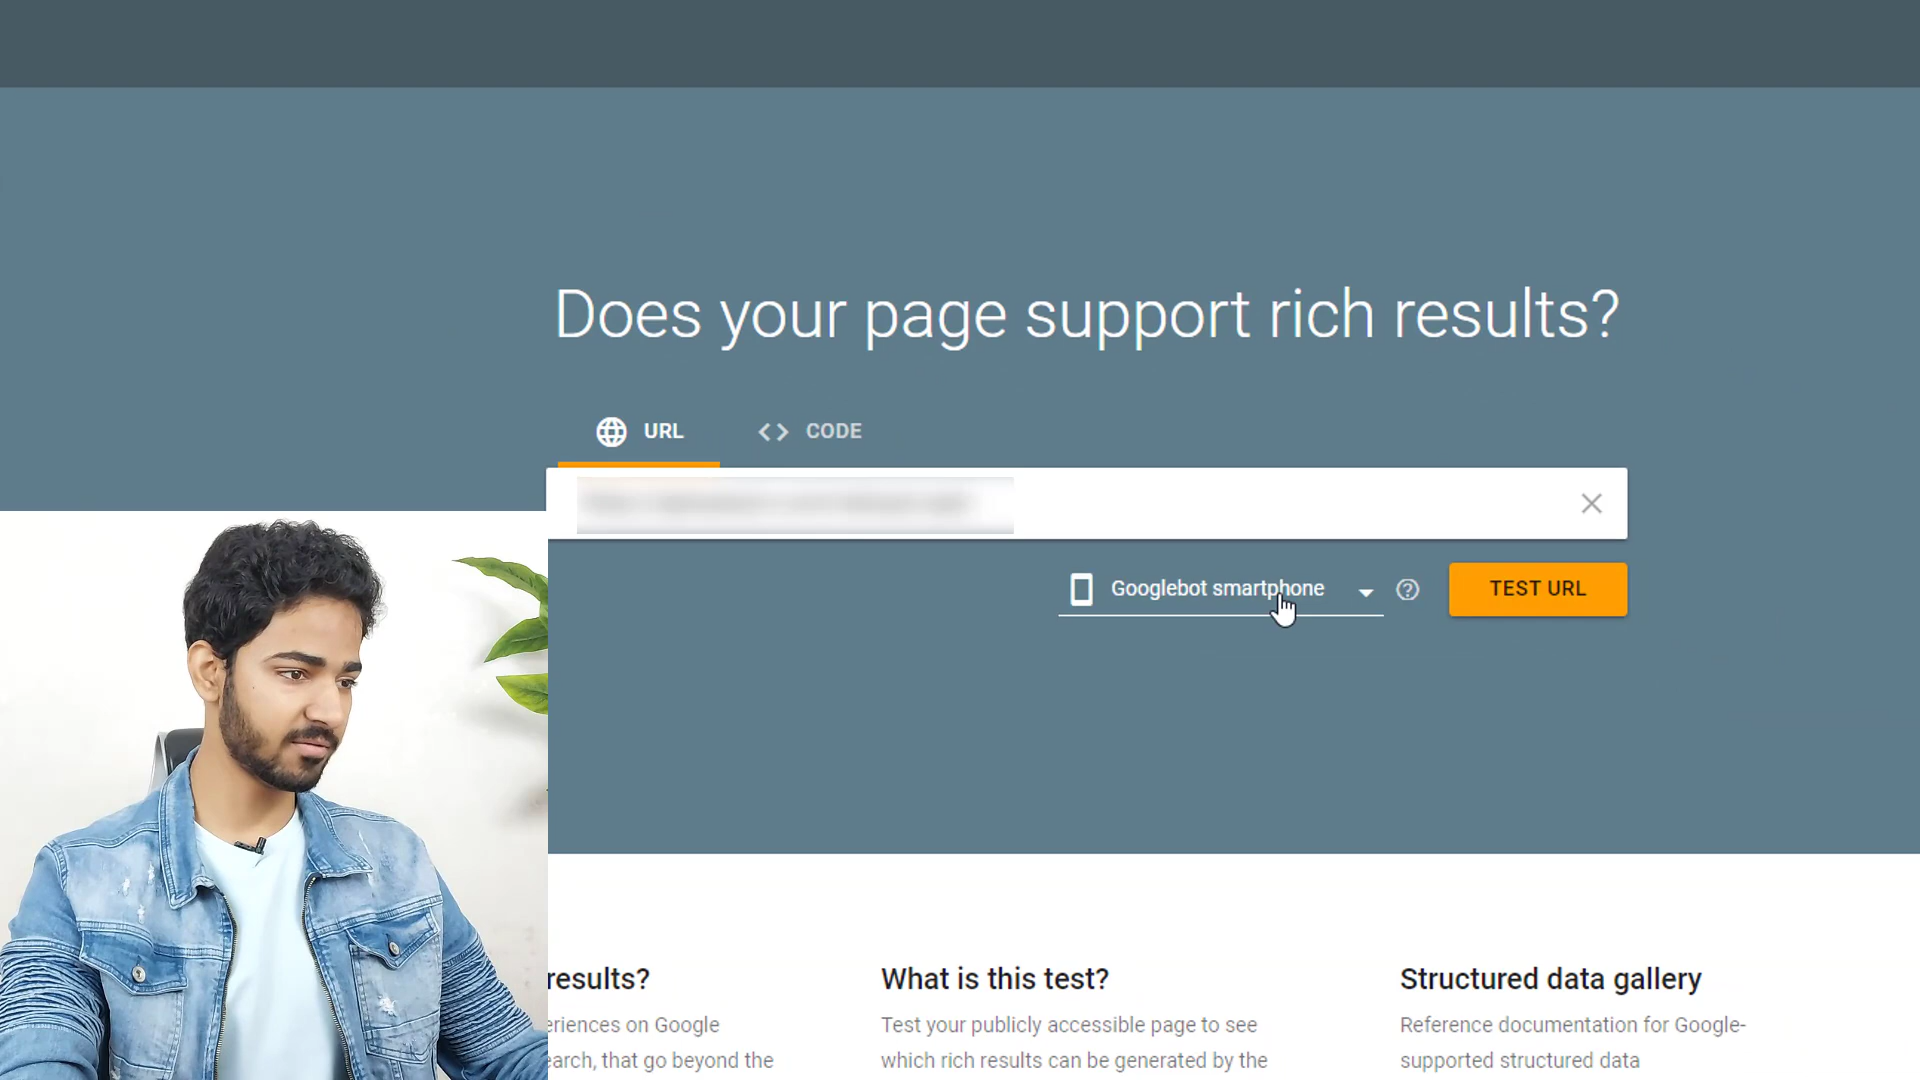 Does your page support rich results?
URL
CODE
Googlebot smartphone
TEST URL
results?
eriences on Google
earch, that go beyond the
What is this test?
Test your publicly accessible page to see
which rich results can be generated by the
Structured data gallery
Reference documentation for Google-
supported structured data